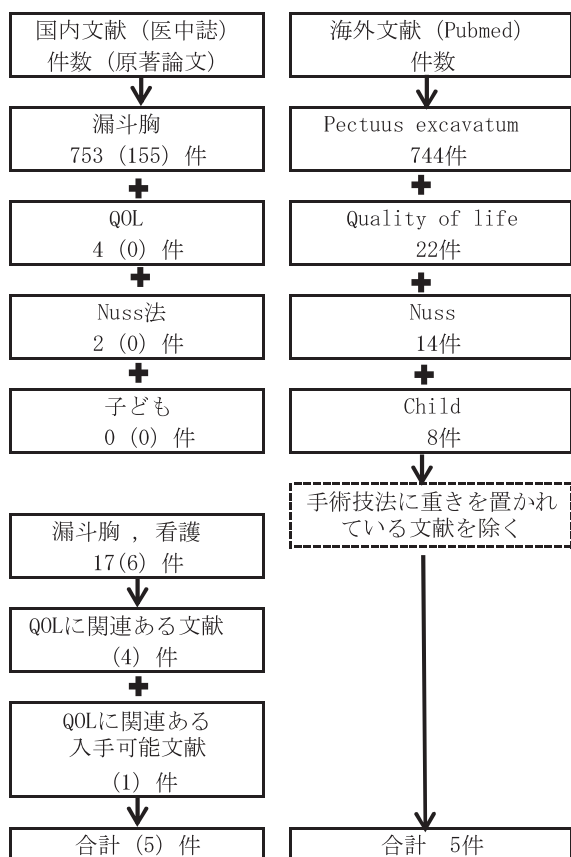 国内文献（医中誌）
件数（原著論文）
漏斗胸
753（155）件
QOL
4（0）件
Nuss法
2（0）件
子ども
0（0）件
漏斗胸 , 看護
17(6) 件
QOLに関連ある文献
（4）件
QOLに関連ある
入手可能文献
（1）件
合計（5）件
海外文献（Pubmed）
件数
Pectuus excavatum
744件
Quality of life
22件
Nuss
14件
Child
8件
手術技法に重きを置かれ
ている文献を除く
合計 5件